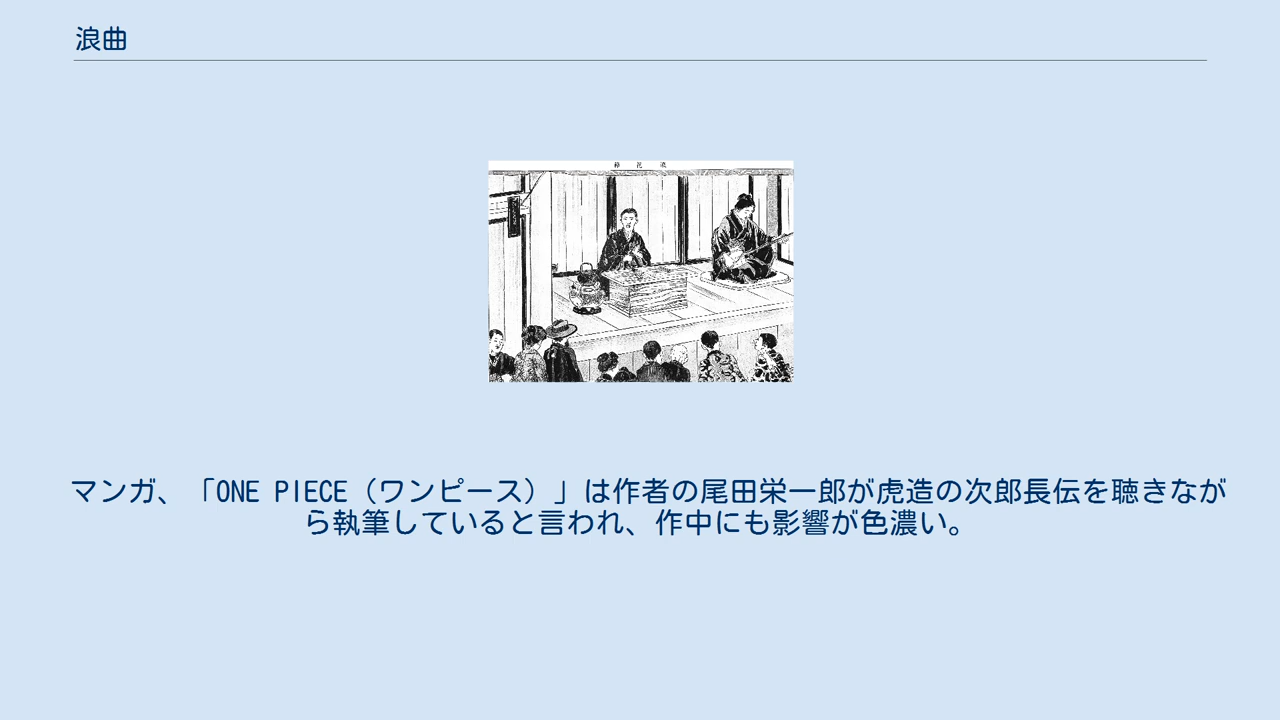 浪曲
マンガ、「ONE PIECE（ワンピース）」は作者の尾田栄一郎が虎造の次郎長伝を聴きなが
ら執筆していると言われ、作中にも影響が色濃い。